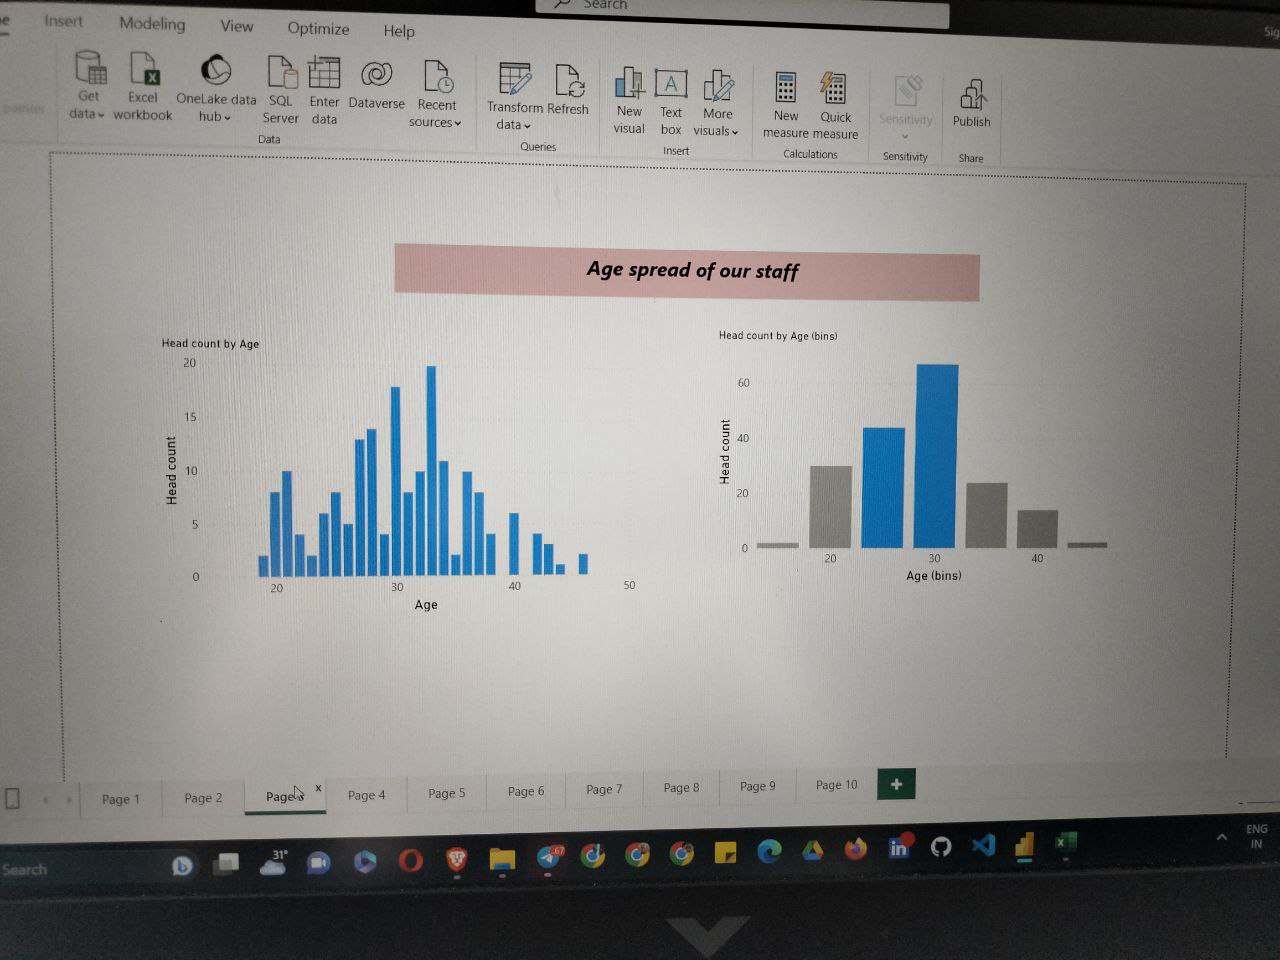 Search
Sig
Insert Modeling View Optimize Help
painter
Get data
Excel workbook
OneLake data hub
SQL Server
Enter data
Dataverse
Recent sources
Data
Transform data
Refresh
Queries
New visual
Text box
More visuals
Insert
New measure
Quick measure
Calculations
Sensitivity
Sensitivity
Publish
Share
Age spread of our staff
Head count by Age
20
15
10
5
0
Head count
20 30 40 50
Age
Head count by Age (bins)
60
40
20
0
Head count
20 30 40
Age (bins)
Page 1 Page 2 Page x Page 4 Page 5 Page 6 Page 7 Page 8 Page 9 Page 10 +
Search
31°
67
in
ENG
IN